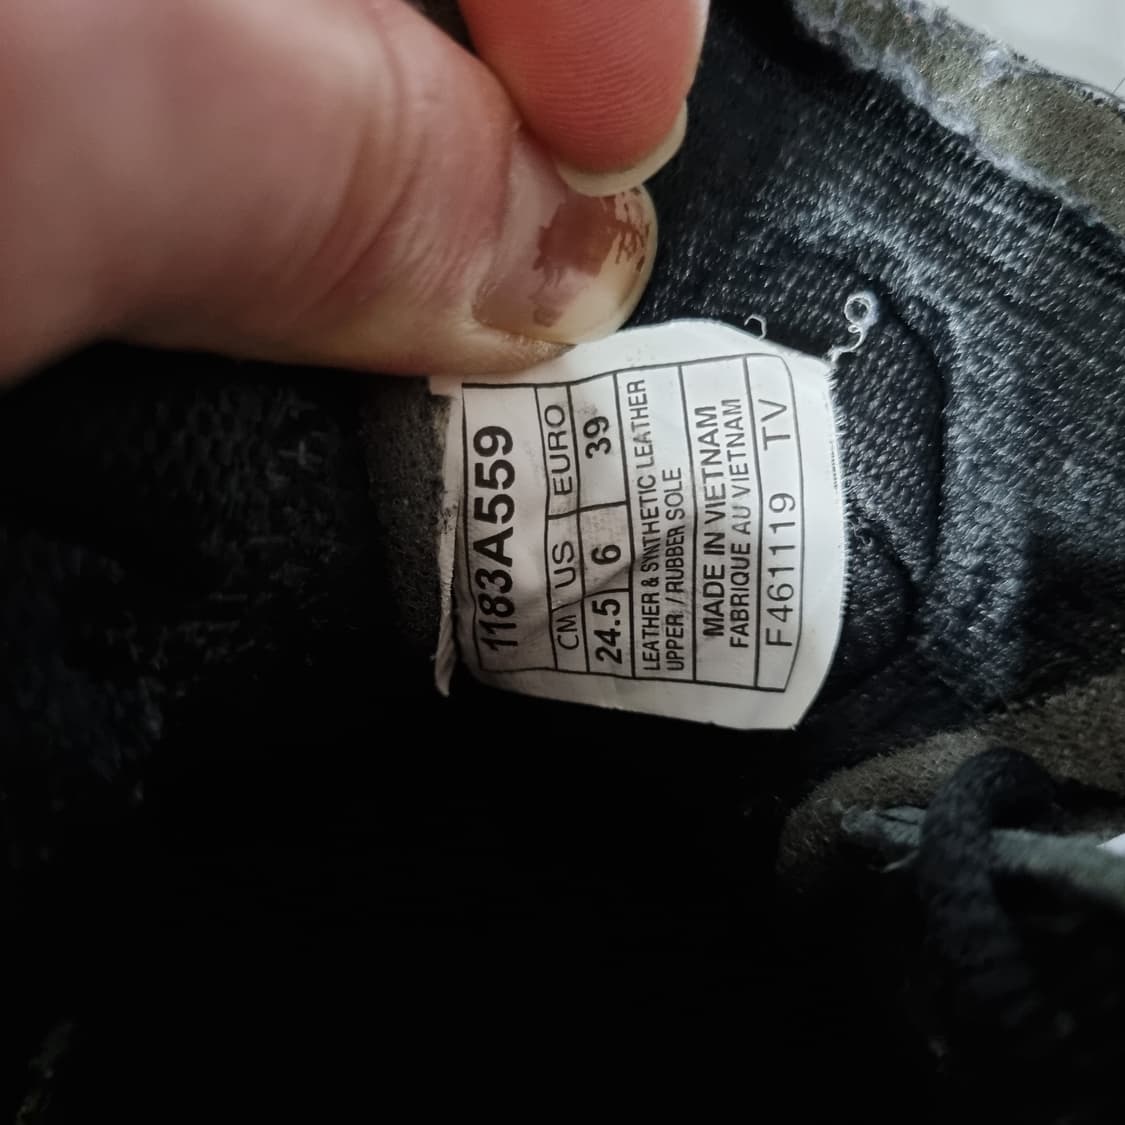 1183A559
CM US EURO
24.5 6 39
LEATHER & SYNTHETIC LEATHER
UPPER / RUBBER SOLE
MADE IN VIETNAM
FABRIQUE AU VIETNAM
F461119 TV